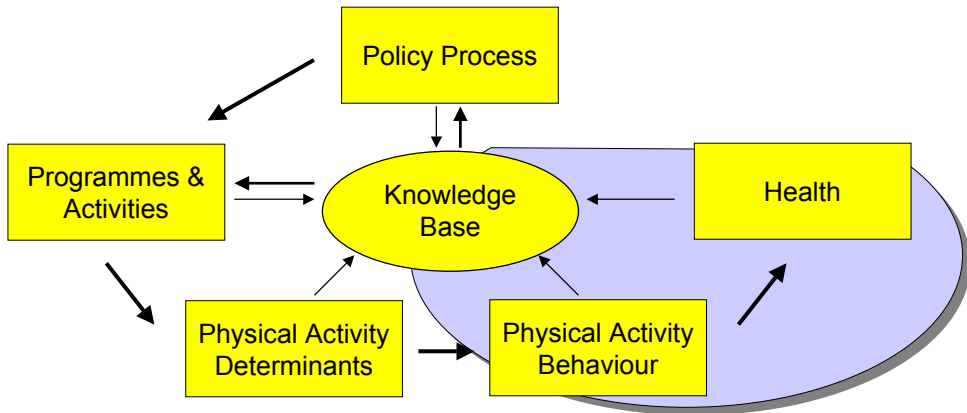 Policy Process
Programmes &
Activities
Knowledge
Base
Health
Physical Activity
Determinants
Physical Activity
Behaviour